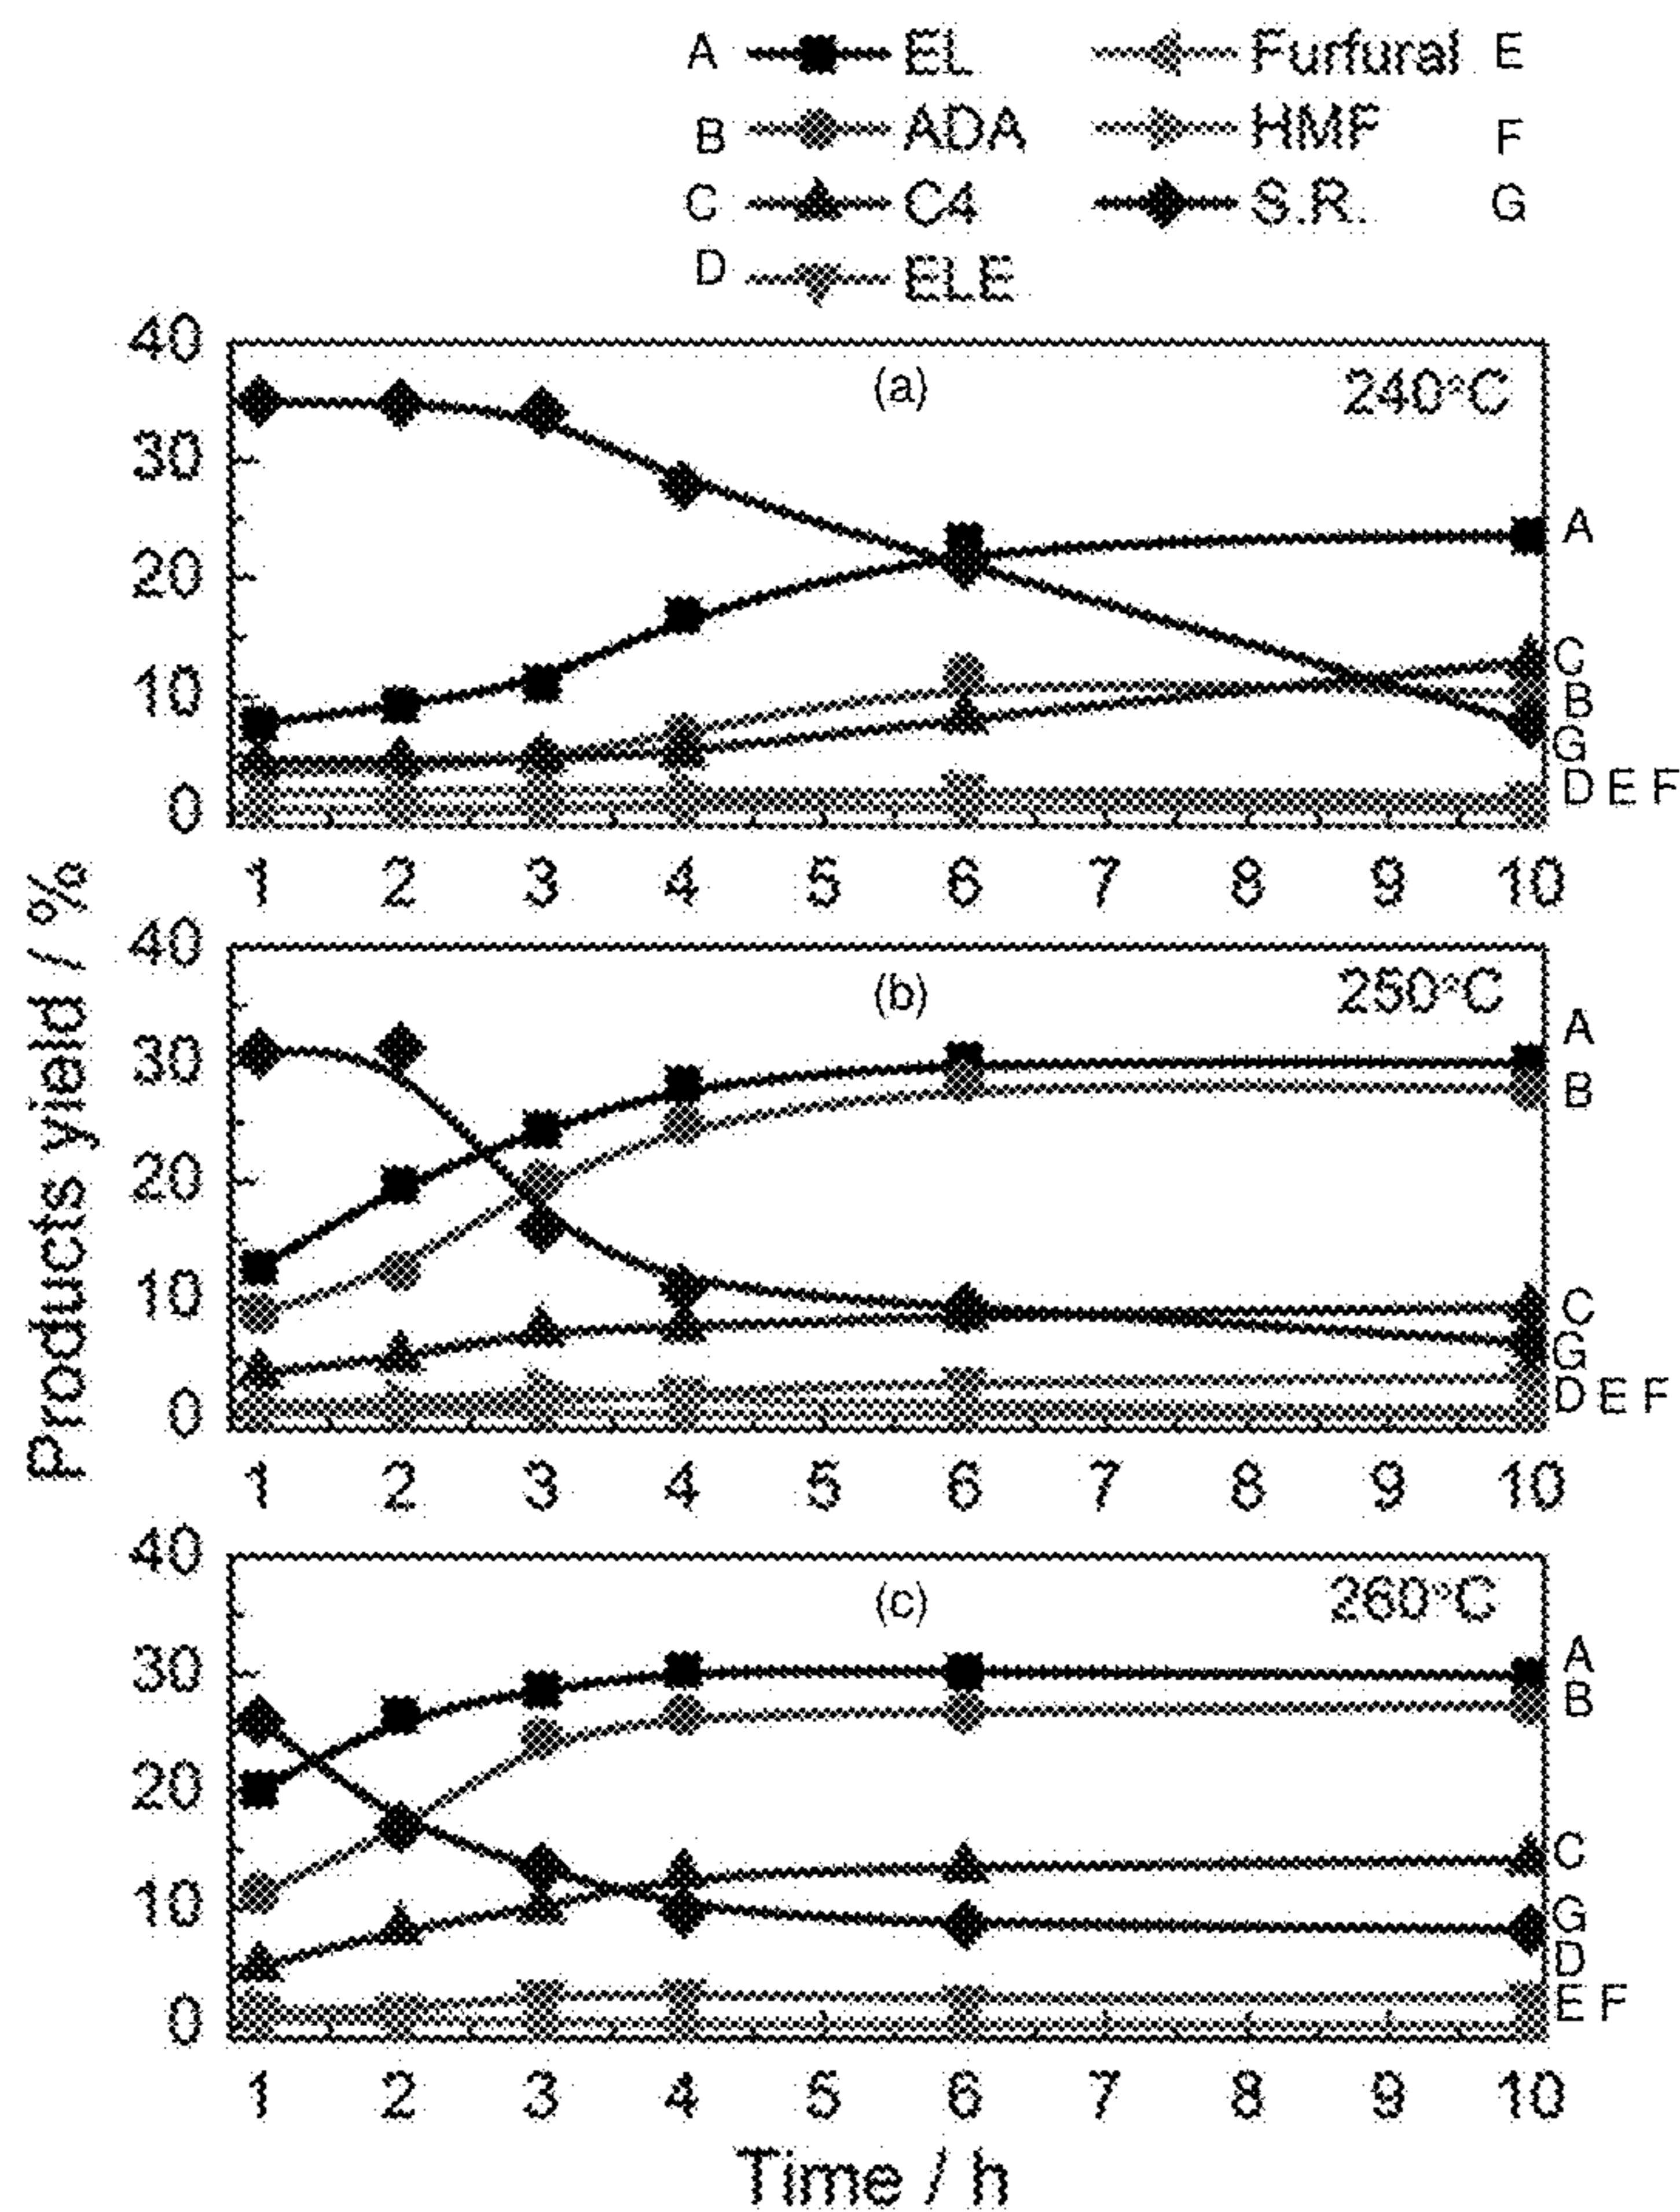 A EL Furfural E
B ADA HMF F
C C4 S.R. G
D ELE
Products yield / %
40
30
20
10
0
(a)
240°C
A
C
B
G
D E F
1 2 3 4 5 6 7 8 9 10
40
30
20
10
0
(b)
250°C
A
B
C
G
D E F
1 2 3 4 5 6 7 8 9 10
40
30
20
10
0
(c)
260°C
A
B
C
G
D
E F
1 2 3 4 5 6 7 8 9 10
Time / h